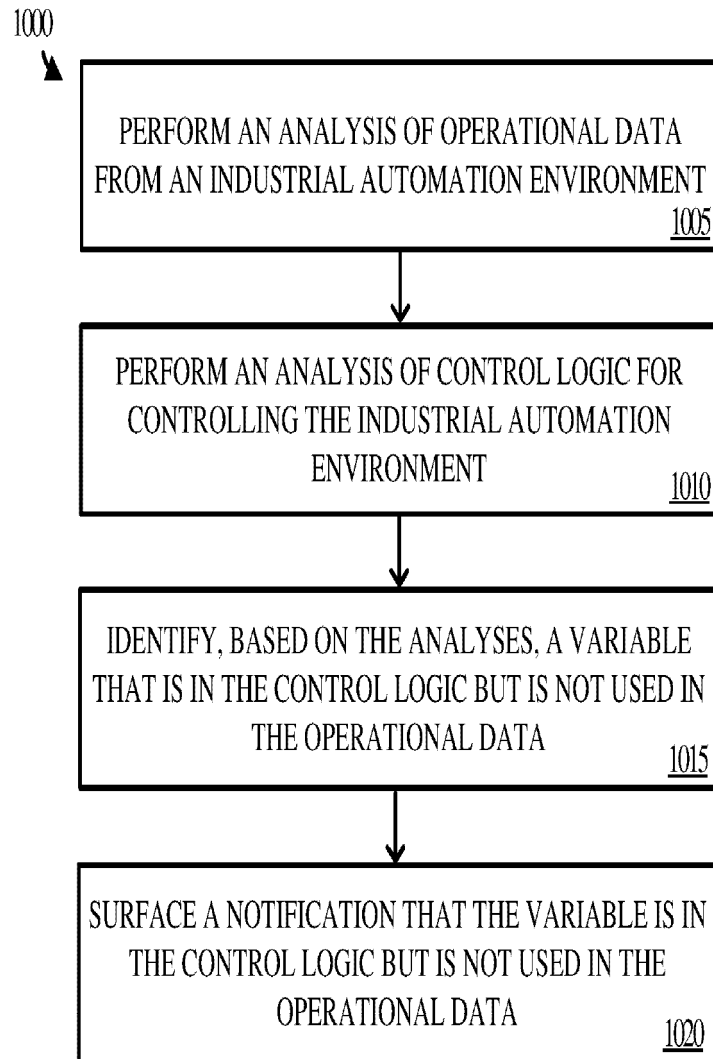 1000
PERFORM AN ANALYSIS OF OPERATIONAL DATA
FROM AN INDUSTRIAL AUTOMATION ENVIRONMENT
1005
PERFORM AN ANALYSIS OF CONTROL LOGIC FOR
CONTROLLING THE INDUSTRIAL AUTOMATION
ENVIRONMENT
1010
IDENTIFY, BASED ON THE ANALYSES, A VARIABLE
THAT IS IN THE CONTROL LOGIC BUT IS NOT USED IN
THE OPERATIONAL DATA
1015
SURFACE A NOTIFICATION THAT THE VARIABLE IS IN
THE CONTROL LOGIC BUT IS NOT USED IN THE
OPERATIONAL DATA
1020